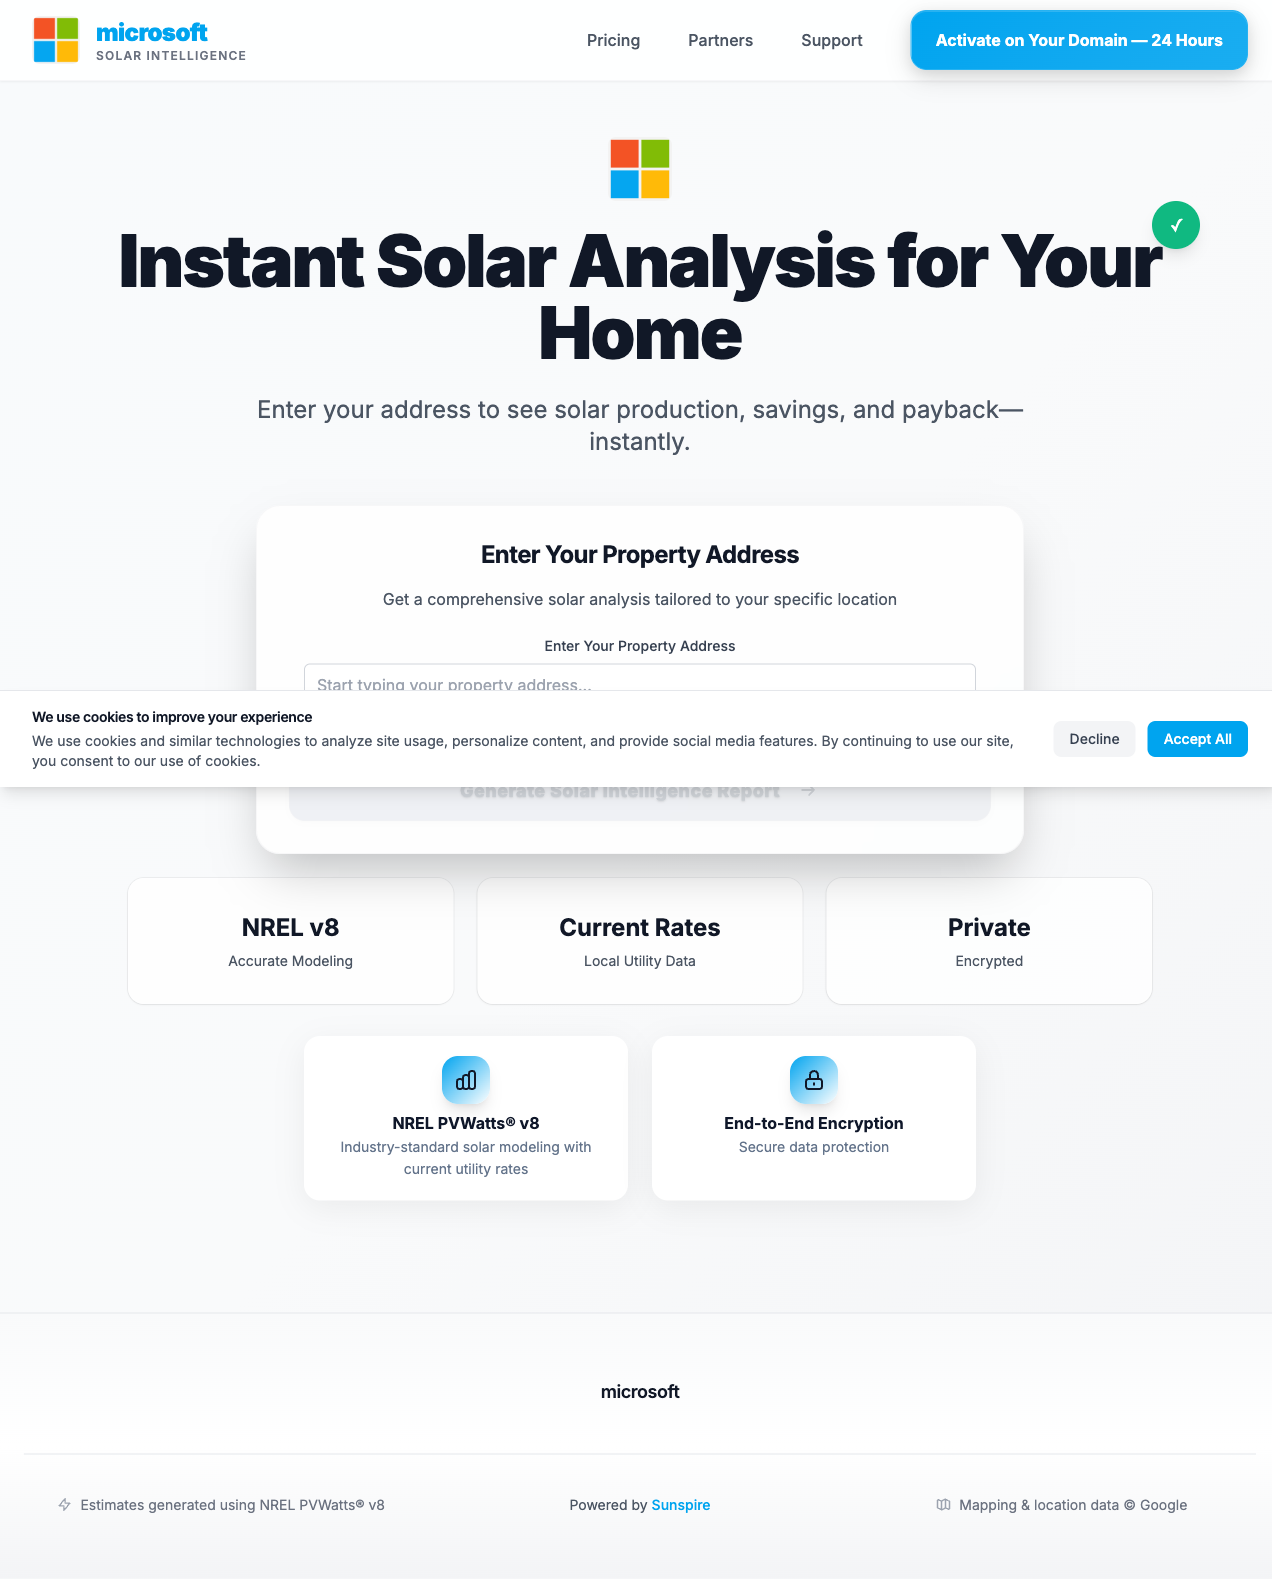 microsoft
SOLAR INTELLIGENCE
Pricing
Partners
Support
Activate on Your Domain — 24 Hours
Instant Solar Analysis for Your
Home
Enter your address to see solar production, savings, and payback—
instantly.
Enter Your Property Address
Get a comprehensive solar analysis tailored to your specific location
Enter Your Property Address
Start typing your property address...
We use cookies to improve your experience
We use cookies and similar technologies to analyze site usage, personalize content, and provide social media features. By continuing to use our site,
you consent to our use of cookies.
Decline
Accept All
Generate Solar Intelligence Report
NREL v8
Accurate Modeling
Current Rates
Local Utility Data
Private
Encrypted
NREL PVWatts® v8
Industry-standard solar modeling with
current utility rates
End-to-End Encryption
Secure data protection
microsoft
Estimates generated using NREL PVWatts® v8
Powered by Sunspire
Mapping & location data © Google